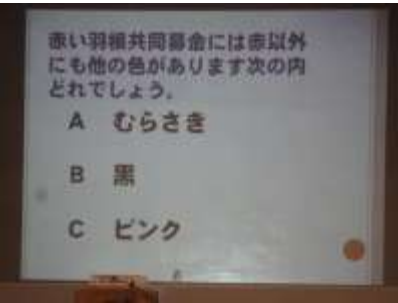 赤い羽根共同募金には赤以外
にも他の色があります次の内
どれでしょう。
A むらさき
B 黒
C ピンク